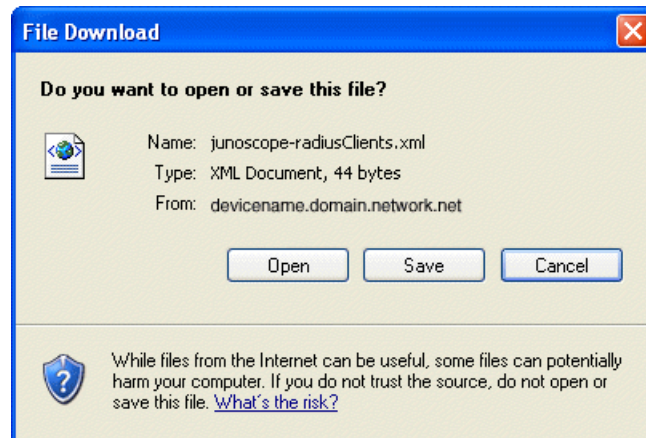 File Download
Do you want to open or save this file?
Name: junoscope-radiusClients.xml
Type: XML Document, 44 bytes
From: devicename.domain.network.net
Open Save Cancel
While files from the Internet can be useful, some files can potentially
harm your computer. If you do not trust the source, do not open or
save this file. What's the risk?